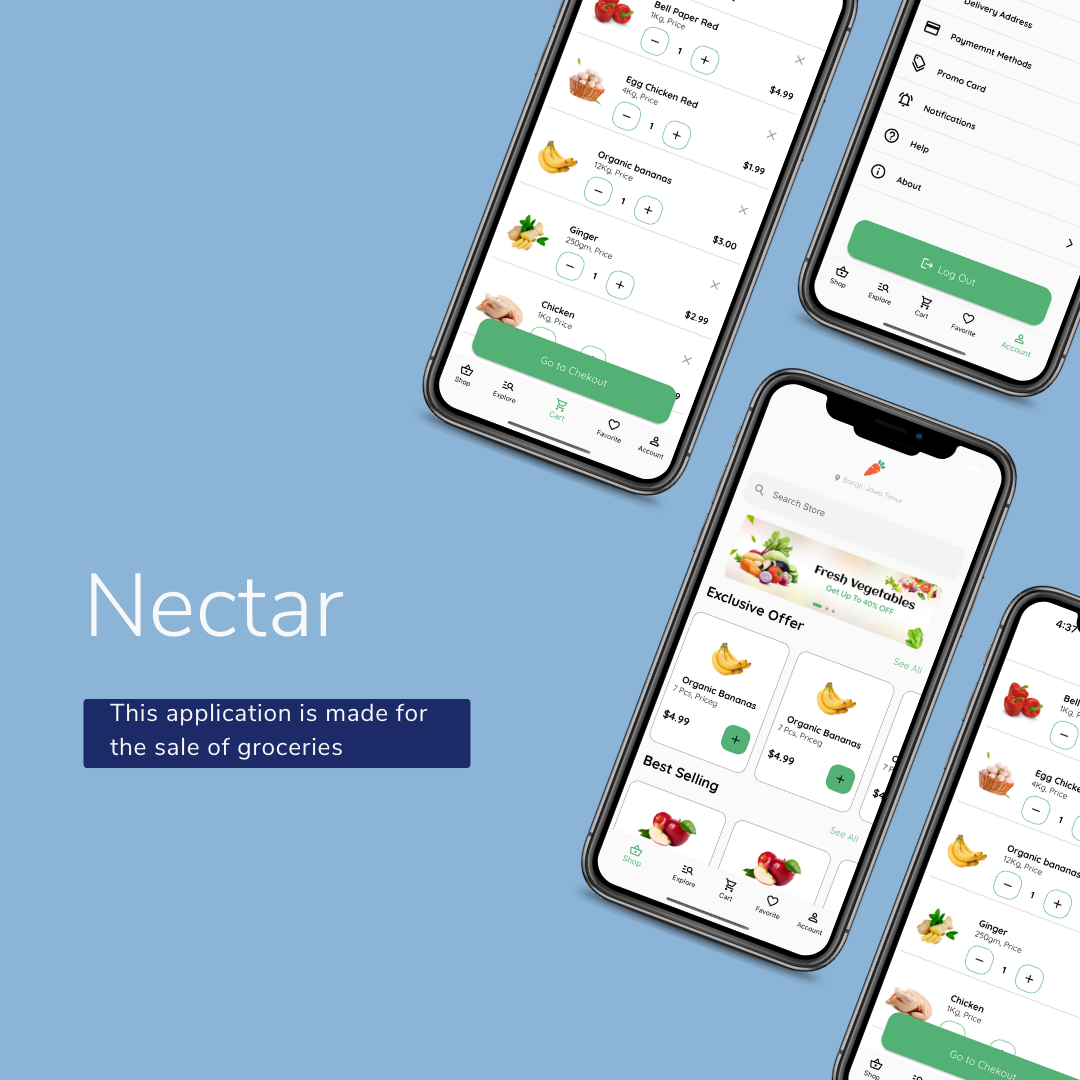 Bell Paper Red
1Kg, Price
1
$4.99
Egg Chicken Red
4Kg, Price
1
$1.99
Organic bananas
12Kg, Price
1
$3.00
Ginger
250gm, Price
1
$2.99
Chicken
1Kg, Price
9
Go to Chekout
Shop
Explore
Cart
Favorite
Account
Delivery Address
Paymemnt Methods
Promo Card
Notifications
Help
About
Log Out
Shop
Explore
Cart
Favorite
Account
Nectar
This application is made for
the sale of groceries
Bangil, Jawa Timur
Search Store
Fresh Vegetables
Get Up To 40% OFF
Exclusive Offer
See All
Organic Bananas
7 Pcs, Priceg
$4.99
Organic Bananas
7 Pcs, Priceg
$4.99
O
7 P
$4
Best Selling
See All
Shop
Explore
Cart
Favorite
Account
4:37
Bell
1Kg,
Egg Chicke
4Kg, Price
1
Organic bananas
12Kg, Price
1
Ginger
250gm, Price
1
Chicken
1Kg, Price
Go to Chekout
Shop